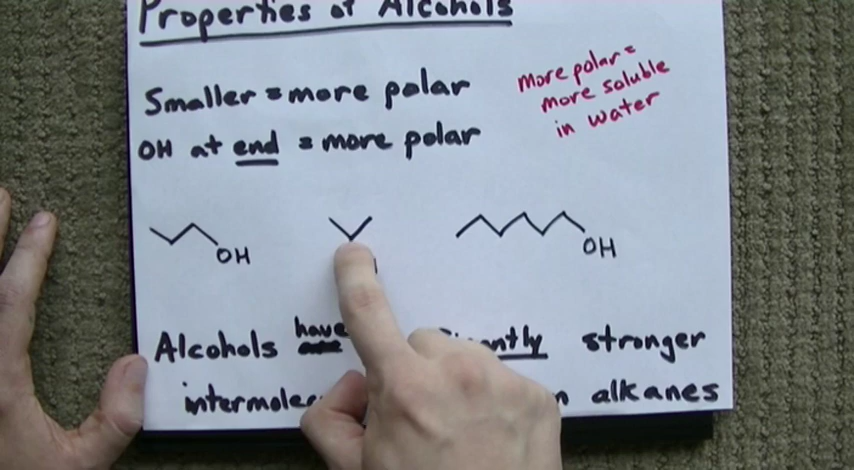 Properties of Alcohols
Smaller = more polar
more polar =
more soluble
in water
OH at end = more polar
OH
OH
Alcohols have stronger
alkanes